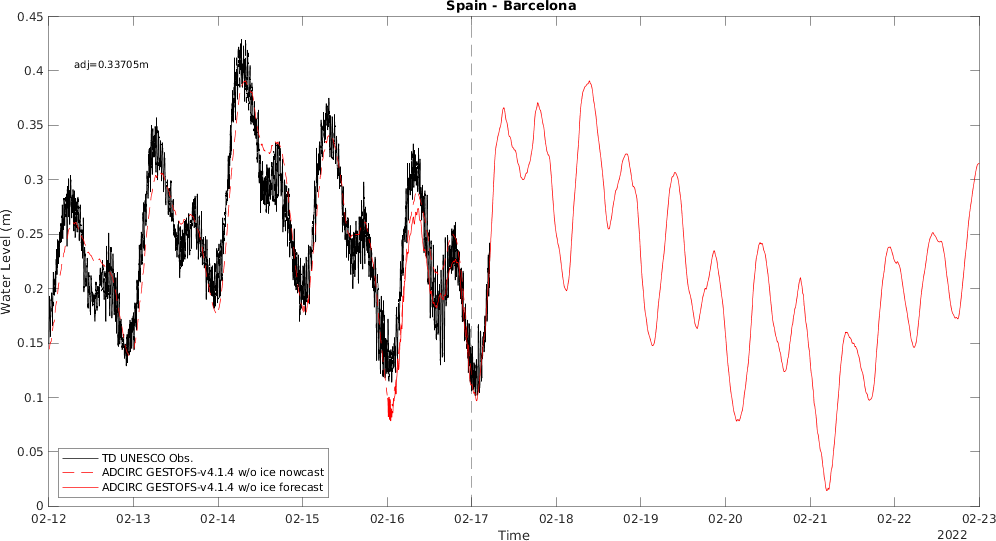 Spain - Barcelona
0.45
0.4
0.35
0.3
0.25
0.2
0.15
0.1
0.05
0
Water Level (m)
adj=0.33705m
TD UNESCO Obs.
ADCIRC GESTOFS-v4.1.4 w/o ice nowcast
ADCIRC GESTOFS-v4.1.4 w/o ice forecast
02-12 02-13 02-14 02-15 02-16 02-17 02-18 02-19 02-20 02-21 02-22 02-23
Time
2022